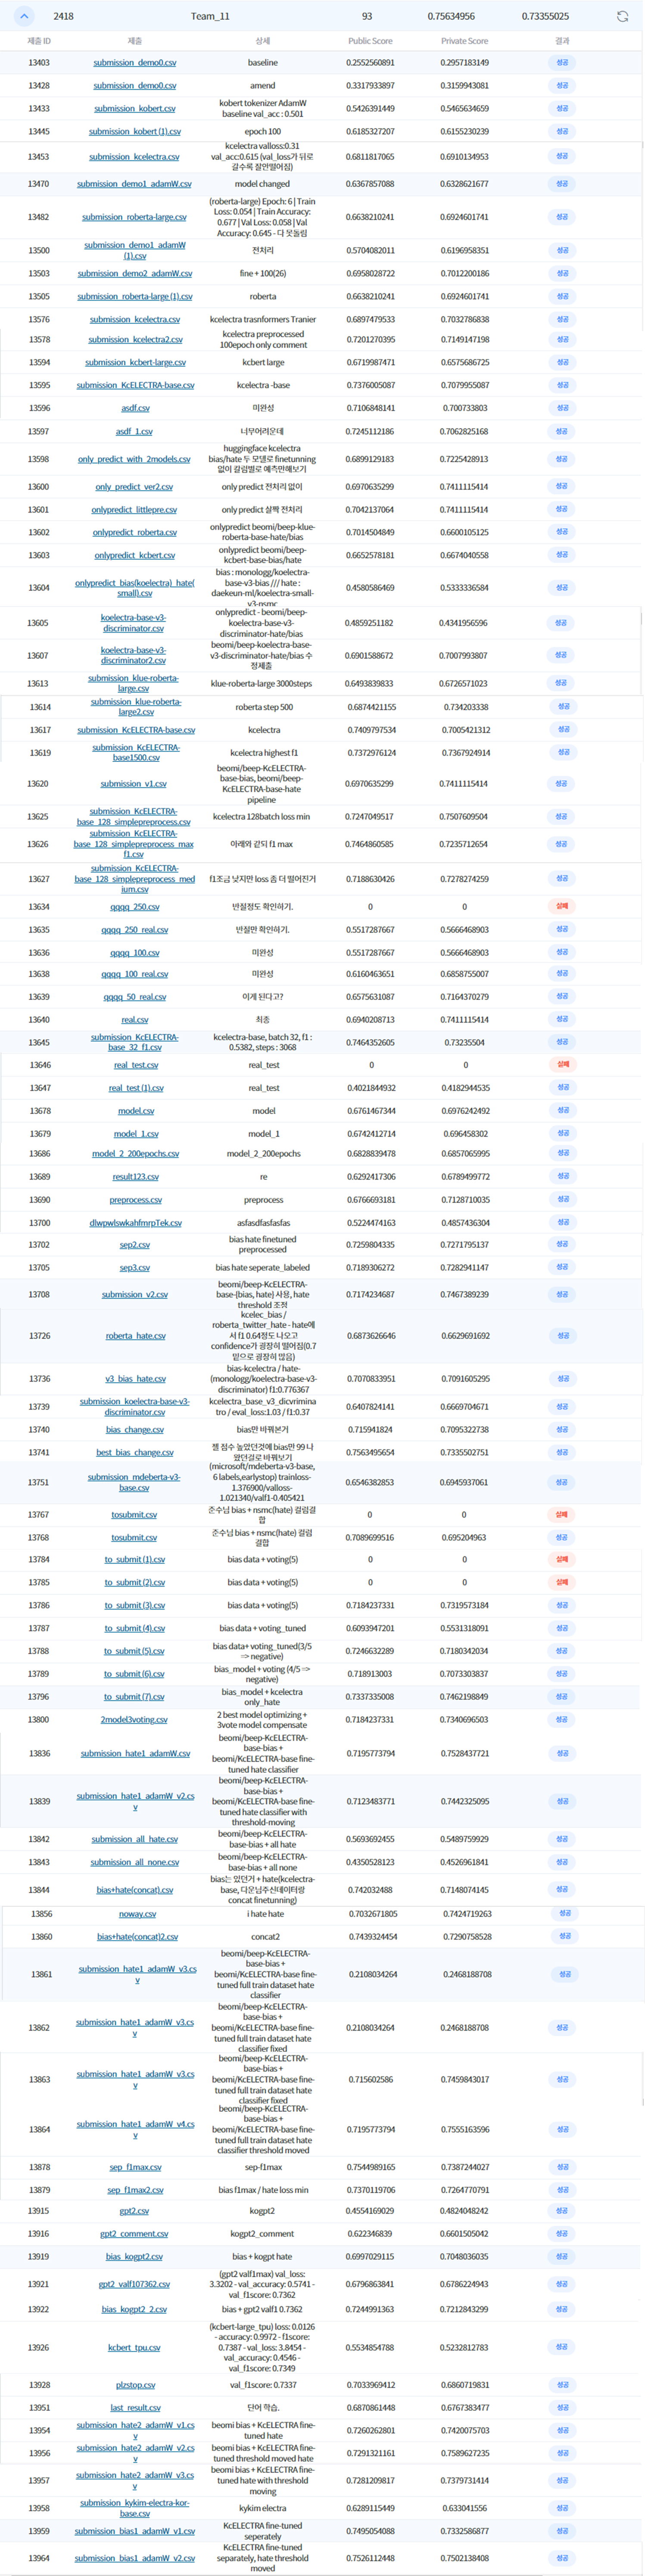 2418 Team_11 93 0.75634956 0.73355025
제출 ID 제출 상세 Public Score Private Score 결과
13403 submission_demo0.csv baseline 0.2552560891 0.2957183149 성공
13428 submission_demo0.csv amend 0.3317933897 0.3159943081 성공
13433 submission_kobert.csv kobert tokenizer AdamW baseline val_acc : 0.501 0.5426391449 0.5465634659 성공
13445 submission_kobert (1).csv epoch 100 0.6185327207 0.6155230239 성공
13453 submission_kcelectra.csv kcelectra valloss:0.31 val_acc:0.615 (val_loss가 뒤로 갈수록 잘안떨어짐) 0.6811817065 0.6910134953 성공
13470 submission_demo1_adamW.csv model changed 0.6367857088 0.6328621677 성공
13482 submission_roberta-large.csv (roberta-large) Epoch: 6 | Train Loss: 0.054 | Train Accuracy: 0.677 | Val Loss: 0.058 | Val Accuracy: 0.645 - 다 못돌림 0.6638210241 0.6924601741 성공
13500 submission_demo1_adamW (1).csv 전처리 0.5704082011 0.6196958351 성공
13503 submission_demo2_adamW.csv fine + 100(26) 0.6958028722 0.7012200186 성공
13505 submission_roberta-large (1).csv roberta 0.6638210241 0.6924601741 성공
13576 submission_kcelectra.csv kcelectra trasnformers Tranier 0.6897479533 0.7032786838 성공
13578 submission_kcelectra2.csv kcelectra preprocessed 100epoch only comment 0.7201270395 0.7149147198 성공
13594 submission_kcbert-large.csv kcbert large 0.6719987471 0.6575686725 성공
13595 submission_KcELECTRA-base.csv kcelectra -base 0.7376005087 0.7079955087 성공
13596 asdf.csv 미완성 0.7106848141 0.700733803 성공
13597 asdf_1.csv 너무어려운데 0.7245112186 0.7062825168 성공
13598 only_predict_with_2models.csv huggingface kcelectra bias/hate 두 모델로 finetunning 없이 칼럼별로 예측만해보기 0.6899129183 0.7225428913 성공
13600 only_predict_ver2.csv only predict 전처리 없이 0.6970635299 0.7411115414 성공
13601 onlypredict_littlepre.csv only predict 살짝 전처리 0.7042137064 0.7411115414 성공
13602 onlypredict_roberta.csv onlypredict beomi/beep-klue-roberta-base-hate/bias 0.7014504849 0.6600105125 성공
13603 onlypredict_kcbert.csv onlypredict beomi/beep-kcbert-base-bias/hate 0.6652578181 0.6674040558 성공
13604 onlypredict_bias(koelectra)_hate(small).csv bias : monologg/koelectra-base-v3-bias /// hate : daekeun-ml/koelectra-small-v3-nsmc 0.4580586469 0.5333336584 성공
13605 koelectra-base-v3-discriminator.csv onlypredict - beomi/beep-koelectra-base-v3-discriminator-hate/bias 0.4859251182 0.4341956596 성공
13607 koelectra-base-v3-discriminator2.csv beomi/beep-koelectra-base-v3-discriminator-hate/bias 수정제출 0.6901588672 0.7007993807 성공
13613 submission_klue-roberta-large.csv klue-roberta-large 3000steps 0.6493839833 0.6726571023 성공
13614 submission_klue-roberta-large2.csv roberta step 500 0.6874421155 0.734203338 성공
13617 submission_KcELECTRA-base.csv kcelectra 0.7409797534 0.7005421312 성공
13619 submission_KcELECTRA-base1500.csv kcelectra highest f1 0.7372976124 0.7367924914 성공
13620 submission_v1.csv beomi/beep-KcELECTRA-base-bias, beomi/beep-KcELECTRA-base-hate pipeline 0.6970635299 0.7411115414 성공
13625 submission_KcELECTRA-base_128_simplepreprocess.csv kcelectra 128batch loss min 0.7247049517 0.7507609504 성공
13626 submission_KcELECTRA-base_128_simplepreprocess_maxf1.csv 아래와 같되 f1 max 0.7464860585 0.7235712654 성공
13627 submission_KcELECTRA-base_128_simplepreprocess_medium.csv f1조금 낮지만 loss 좀 더 떨어진거 0.7188630426 0.7278274259 성공
13634 qqqq_250.csv 반절정도 확인하기. 0 0 실패
13635 qqqq_250_real.csv 반절만 확인하기. 0.5517287667 0.5666468903 성공
13636 qqqq_100.csv 미완성 0.5517287667 0.5666468903 성공
13638 qqqq_100_real.csv 미완성 0.6160463651 0.6858755007 성공
13639 qqqq_50_real.csv 이게 된다고? 0.6575631087 0.7164370279 성공
13640 real.csv 최종 0.6940208713 0.7411115414 성공
13645 submission_KcELECTRA-base_32_f1.csv kcelectra-base, batch 32, f1 : 0.5382, steps : 3068 0.7464352605 0.73235504 성공
13646 real_test.csv real_test 0 0 실패
13647 real_test (1).csv real_test 0.4021844932 0.4182944535 성공
13678 model.csv model 0.6761467344 0.6976242492 성공
13679 model_1.csv model_1 0.6742412714 0.696458302 성공
13686 model_2_200epochs.csv model_2_200epochs 0.6828839478 0.6857065995 성공
13689 result123.csv re 0.6292417306 0.6789499772 성공
13690 preprocess.csv preprocess 0.6766693181 0.7128710035 성공
13700 dlwpwlswkahfmrpTek.csv asfasdfasfasfas 0.5224474163 0.4857436304 성공
13702 sep2.csv bias hate finetuned preprocessed 0.7259804335 0.7271795137 성공
13705 sep3.csv bias hate seperate_labeled 0.7189306272 0.7282941147 성공
13708 submission_v2.csv beomi/beep-KcELECTRA-base-{bias, hate} 사용, hate threshold 조정 0.7174234687 0.7467389239 성공
13726 roberta_hate.csv kcelec_bias / roberta_twitter_hate - hate에서 f1 0.64정도 나오고 confidence가 굉장히 떨어짐(0.7 밑으로 굉장히 많음) 0.6873626646 0.6629691692 성공
13736 v3_bias_hate.csv bias-kcelectra / hate-(monologg/koelectra-base-v3-discriminator) f1:0.776367 0.7070833951 0.7091605295 성공
13739 submission_koelectra-base-v3-discriminator.csv kcelectra_base_v3_dicvriminatro / eval_loss:1.03 / f1:0.37 0.6407824141 0.6669704671 성공
13740 bias_change.csv bias만 바꿔본거 0.715941824 0.7095322738 성공
13741 best_bias_change.csv 젤 점수 높았던것에 bias만 99 나왔던걸로 바꿔보기 0.7563495654 0.7335502751 성공
13751 submission_mdeberta-v3-base.csv (microsoft/mdeberta-v3-base, 6 labels,earlystop) trainloss-1.376900/valloss-1.021340/valf1-0.405421 0.6546382853 0.6945937061 성공
13767 tosubmit.csv 준수님 bias + nsmc(hate) 컬럼결합 0 0 실패
13768 tosubmit.csv 준수님 bias + nsmc(hate) 컬럼 결합 0.7089699516 0.695204963 성공
13784 to_submit (1).csv bias data + voting(5) 0 0 실패
13785 to_submit (2).csv bias data + voting(5) 0 0 실패
13786 to_submit (3).csv bias data + voting(5) 0.7184237331 0.7319573184 성공
13787 to_submit (4).csv bias data + voting_tuned 0.6093947201 0.5531318091 성공
13788 to_submit (5).csv bias data+ voting_tuned(3/5 => negative) 0.7246632289 0.7180342034 성공
13789 to_submit (6).csv bias_model + voting (4/5 => negative) 0.718913003 0.7073303837 성공
13796 to_submit (7).csv bias_model + kcelectra only_hate 0.7337335008 0.7462198849 성공
13800 2model3voting.csv 2 best model optimizing + 3vote model compensate 0.7184237331 0.7340696503 성공
13836 submission_hate1_adamW.csv beomi/beep-KcELECTRA-base-bias + beomi/KcELECTRA-base fine-tuned hate classifier 0.7195773794 0.7528437721 성공
13839 submission_hate1_adamW_v2.csv beomi/beep-KcELECTRA-base-bias + beomi/KcELECTRA-base fine-tuned hate classifier with threshold-moving 0.7123483771 0.7442325095 성공
13842 submission_all_hate.csv beomi/beep-KcELECTRA-base-bias + all hate 0.5693692455 0.5489759929 성공
13843 submission_all_none.csv beomi/beep-KcELECTRA-base-bias + all none 0.4350528123 0.4526961841 성공
13844 bias+hate(concat).csv bias는 있던거 + hate(kcelectra-base, 다운님주신데이터랑 concat finetunning) 0.742032488 0.7148074145 성공
13856 noway.csv i hate hate 0.7032671805 0.7424719263 성공
13860 bias+hate(concat)2.csv concat2 0.7439324454 0.7290758528 성공
13861 submission_hate1_adamW_v3.csv beomi/beep-KcELECTRA-base-bias + beomi/KcELECTRA-base fine-tuned full train dataset hate classifier 0.2108034264 0.2468188708 성공
13862 submission_hate1_adamW_v3.csv beomi/beep-KcELECTRA-base-bias + beomi/KcELECTRA-base fine-tuned full train dataset hate classifier fixed 0.2108034264 0.2468188708 성공
13863 submission_hate1_adamW_v3.csv beomi/beep-KcELECTRA-base-bias + beomi/KcELECTRA-base fine-tuned full train dataset hate classifier fixed 0.715602586 0.7459843017 성공
13864 submission_hate1_adamW_v4.csv beomi/beep-KcELECTRA-base-bias + beomi/KcELECTRA-base fine-tuned full train dataset hate classifier threshold moved 0.7195773794 0.7555163596 성공
13878 sep_f1max.csv sep-f1max 0.7544989165 0.7387244027 성공
13879 sep_f1max2.csv bias f1max / hate loss min 0.7370119706 0.7264770791 성공
13915 gpt2.csv kogpt2 0.4554169029 0.4824048242 성공
13916 gpt2_comment.csv kogpt2_comment 0.622346839 0.6601505042 성공
13919 bias_kogpt2.csv bias + kogpt hate 0.6997029115 0.7048036035 성공
13921 gpt2_valf107362.csv (gpt2 valf1max) val_loss: 3.3202 - val_accuracy: 0.5741 - val_f1score: 0.7362 0.6796863841 0.6786224943 성공
13922 bias_kogpt2_2.csv bias + gpt2 valf1 0.7362 0.7244991363 0.7212843299 성공
13926 kcbert_tpu.csv (kcbert-large_tpu) loss: 0.0126 - accuracy: 0.9972 - f1score: 0.7387 - val_loss: 3.8454 - val_accuracy: 0.4546 - val_f1score: 0.7349 0.5534854788 0.5232812783 성공
13928 plzstop.csv val_f1score: 0.7337 0.7033969412 0.6860719831 성공
13951 last_result.csv 단어 학습. 0.6870861448 0.6767383477 성공
13954 submission_hate2_adamW_v1.csv beomi bias + KcELECTRA fine-tuned hate 0.7260262801 0.7420075703 성공
13956 submission_hate2_adamW_v2.csv beomi bias + KcELECTRA fine-tuned threshold moved hate 0.7291321161 0.7589627235 성공
13957 submission_hate2_adamW_v3.csv beomi bias + KcELECTRA fine-tuned hate with threshold moving 0.7281209817 0.7379731414 성공
13958 submission_kykim-electra-kor-base.csv kykim electra 0.6289115449 0.633041556 성공
13959 submission_bias1_adamW_v1.csv KcELECTRA fine-tuned seperately 0.7495054088 0.7332586877 성공
13964 submission_bias1_adamW_v2.csv KcELECTRA fine-tuned separately, hate threshold moved 0.7526112448 0.7502138408 성공